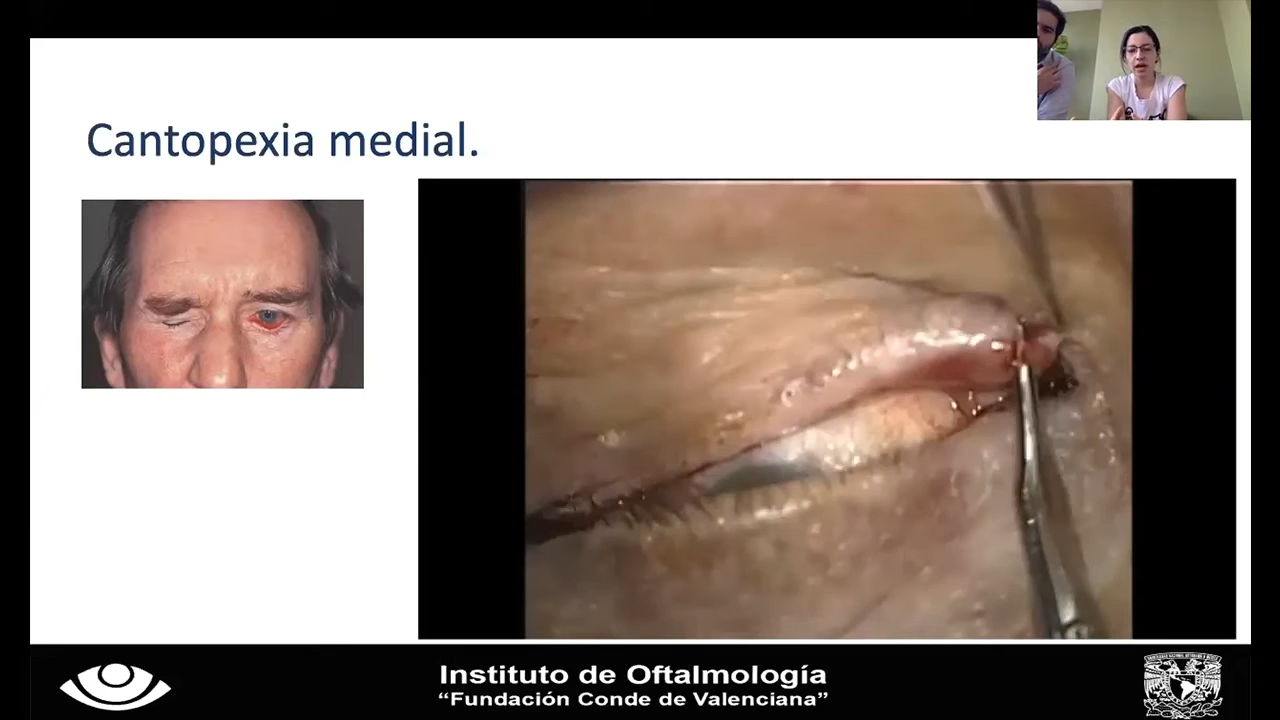 Cantopexia medial.
Instituto de Oftalmología
“Fundación Conde de Valenciana”